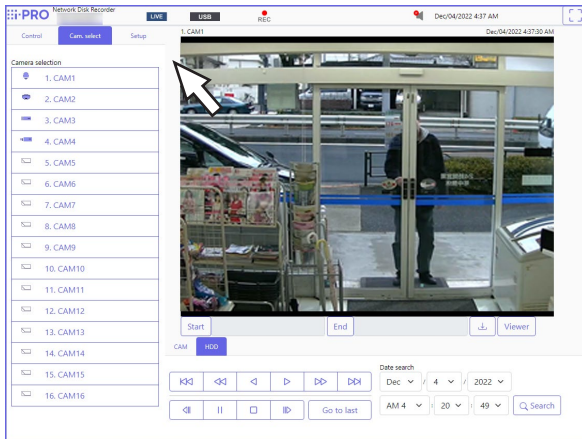 i-PRO Network Disk Recorder
LIVE
USB
REC
Dec/04/2022 4:37 AM
Control
Cam. select
Setup
Camera selection
1. CAM1
2. CAM2
3. CAM3
4. CAM4
5. CAM5
6. CAM6
7. CAM7
8. CAM8
9. CAM9
10. CAM10
11. CAM11
12. CAM12
13. CAM13
14. CAM14
15. CAM15
16. CAM16
1. CAM1
Dec/04/2022 4:37:30 AM
Start
End
Viewer
CAM
HDD
Go to last
Date search
Dec / 4 / 2022
AM 4 : 20 : 49
Search